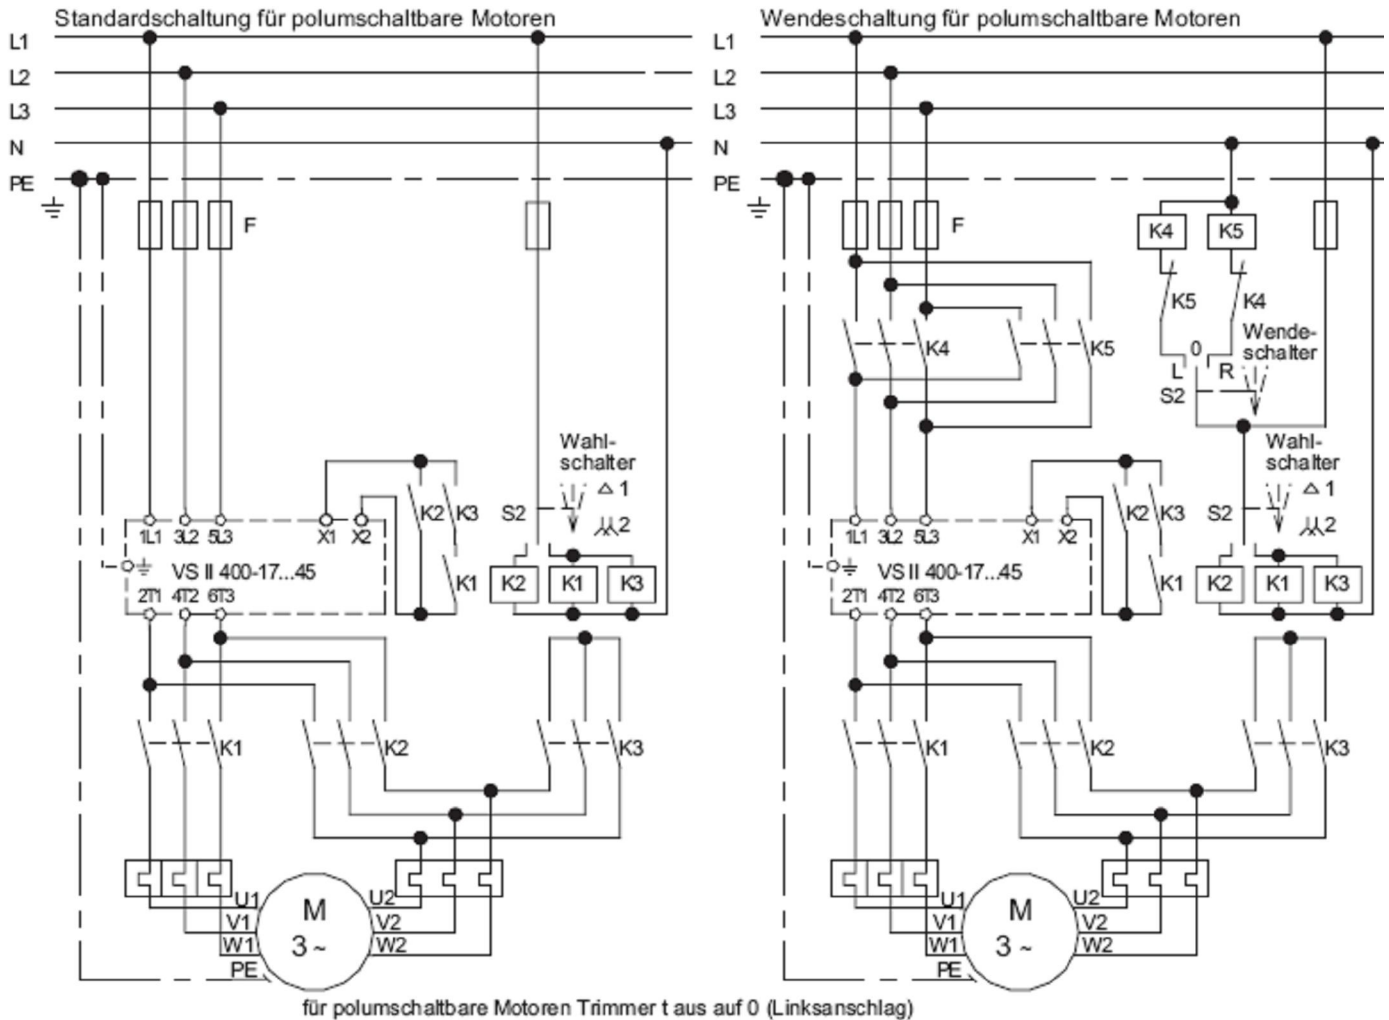 Standardschaltung für polumschaltbare Motoren
L1
L2
L3
N
PE
F
Wahl-
schalter
△ 1
S2
2
K2 K3
K1
1L1 3L2 5L3 X1 X2
VS II 400-17...45
2T1 4T2 6T3
K2 K1 K3
K1 K2 K3
U1 M U2
V1 3 ~ V2
W1 W2
PE
Wendeschaltung für polumschaltbare Motoren
L1
L2
L3
N
PE
F
K4 K5
K5 K4
Wende-
schalter
0
L R
S2
K4 K5
Wahl-
schalter
△ 1
S2
2
K2 K3
K1
1L1 3L2 5L3 X1 X2
VS II 400-17...45
2T1 4T2 6T3
K2 K1 K3
K1 K2 K3
U1 M U2
V1 3 ~ V2
W1 W2
PE
für polumschaltbare Motoren Trimmer t aus auf 0 (Linksanschlag)